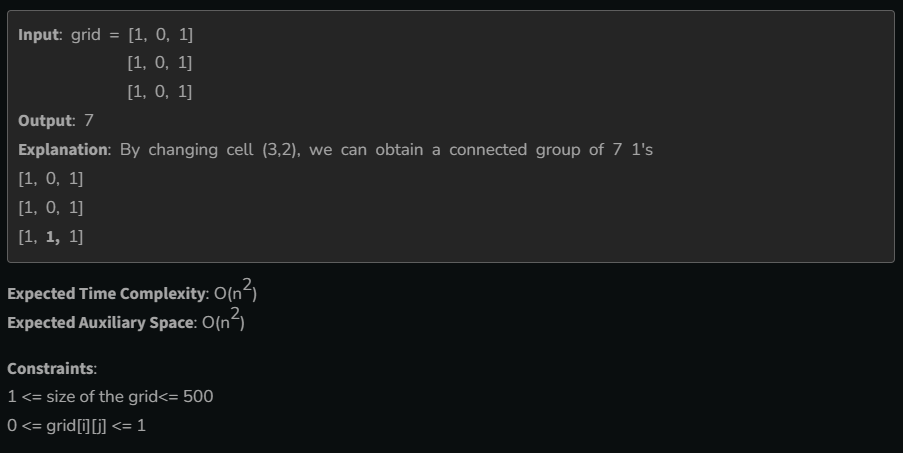 Input: grid = [1, 0, 1]
[1, 0, 1]
[1, 0, 1]
Output: 7
Explanation: By changing cell (3,2), we can obtain a connected group of 7 1's
[1, 0, 1]
[1, 0, 1]
[1, 1, 1]
Expected Time Complexity: O(n2)
Expected Auxiliary Space: O(n2)
Constraints:
1 <= size of the grid<= 500
0 <= grid[i][j] <= 1